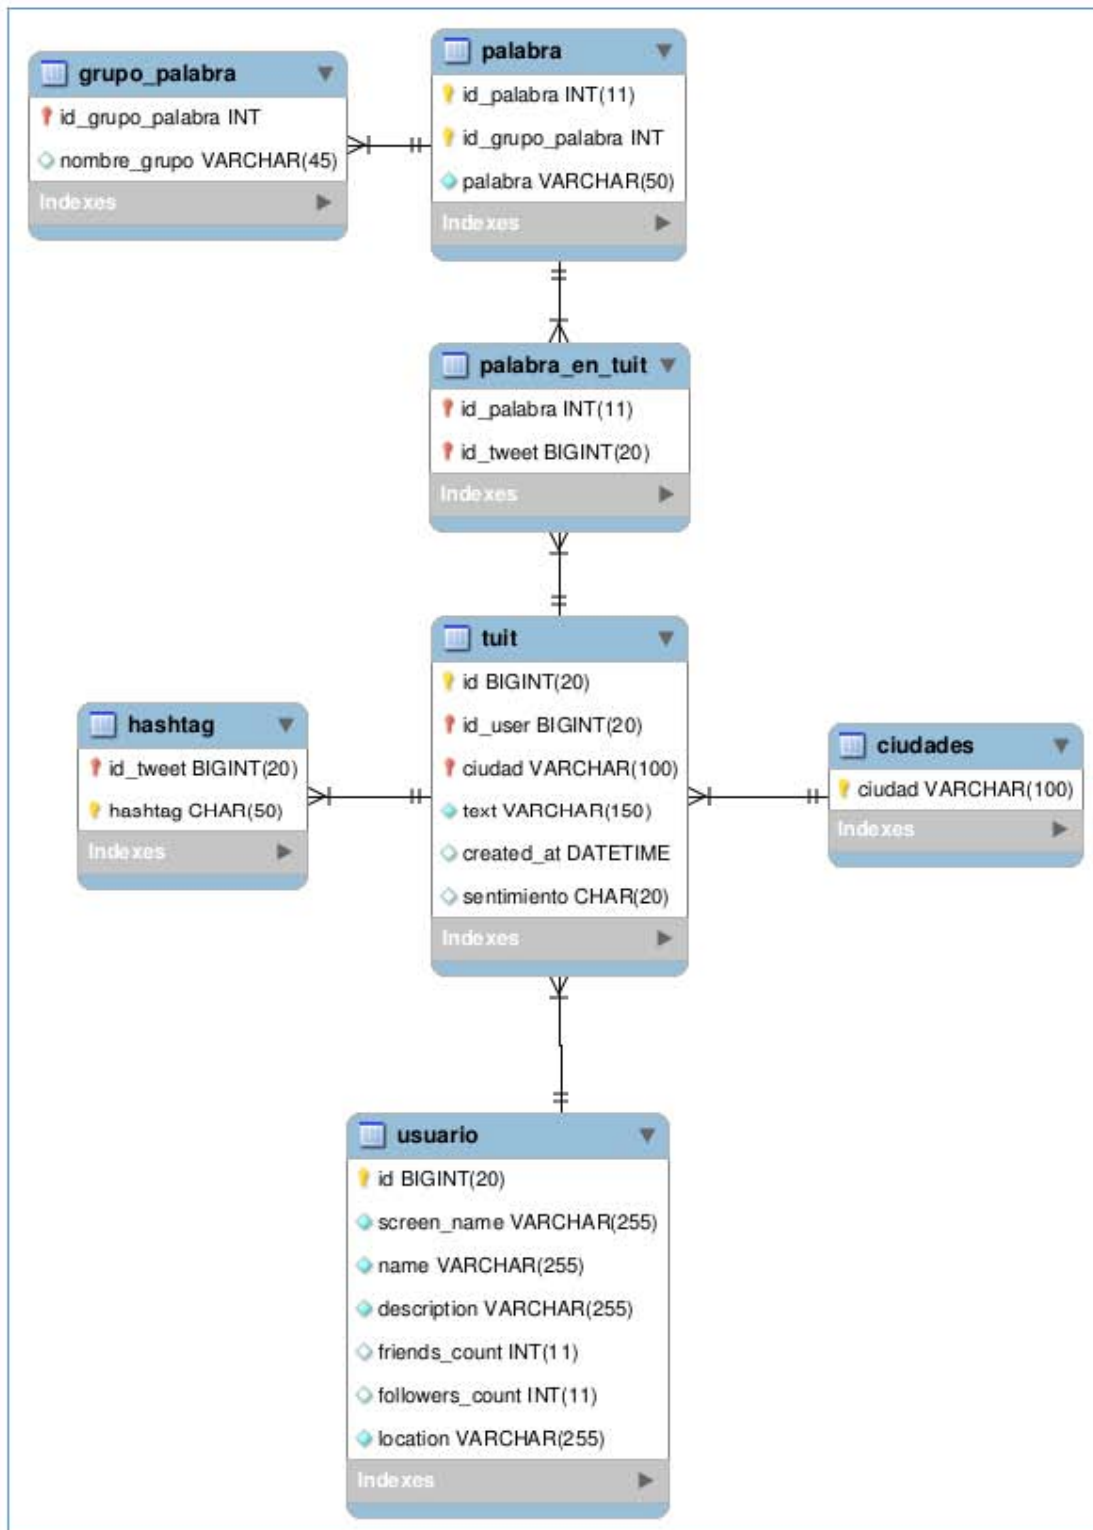 grupo_palabra
id_grupo_palabra INT
nombre_grupo VARCHAR(45)
Indexes
palabra
id_palabra INT(11)
id_grupo_palabra INT
palabra VARCHAR(50)
Indexes
palabra_en_tuit
id_palabra INT(11)
id_tweet BIGINT(20)
Indexes
tuit
id BIGINT(20)
id_user BIGINT(20)
ciudad VARCHAR(100)
text VARCHAR(150)
created_at DATETIME
sentimiento CHAR(20)
Indexes
hashtag
id_tweet BIGINT(20)
hashtag CHAR(50)
Indexes
ciudades
ciudad VARCHAR(100)
Indexes
usuario
id BIGINT(20)
screen_name VARCHAR(255)
name VARCHAR(255)
description VARCHAR(255)
friends_count INT(11)
followers_count INT(11)
location VARCHAR(255)
Indexes